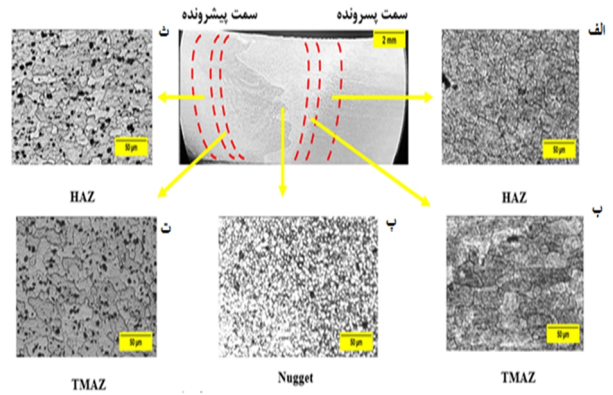 سمت پسرونده
سمت پیشرونده
الف
ث
2 mm
50 μm
50 μm
HAZ
HAZ
ب
پ
ت
50 μm
50 μm
50 μm
TMAZ
Nugget
TMAZ